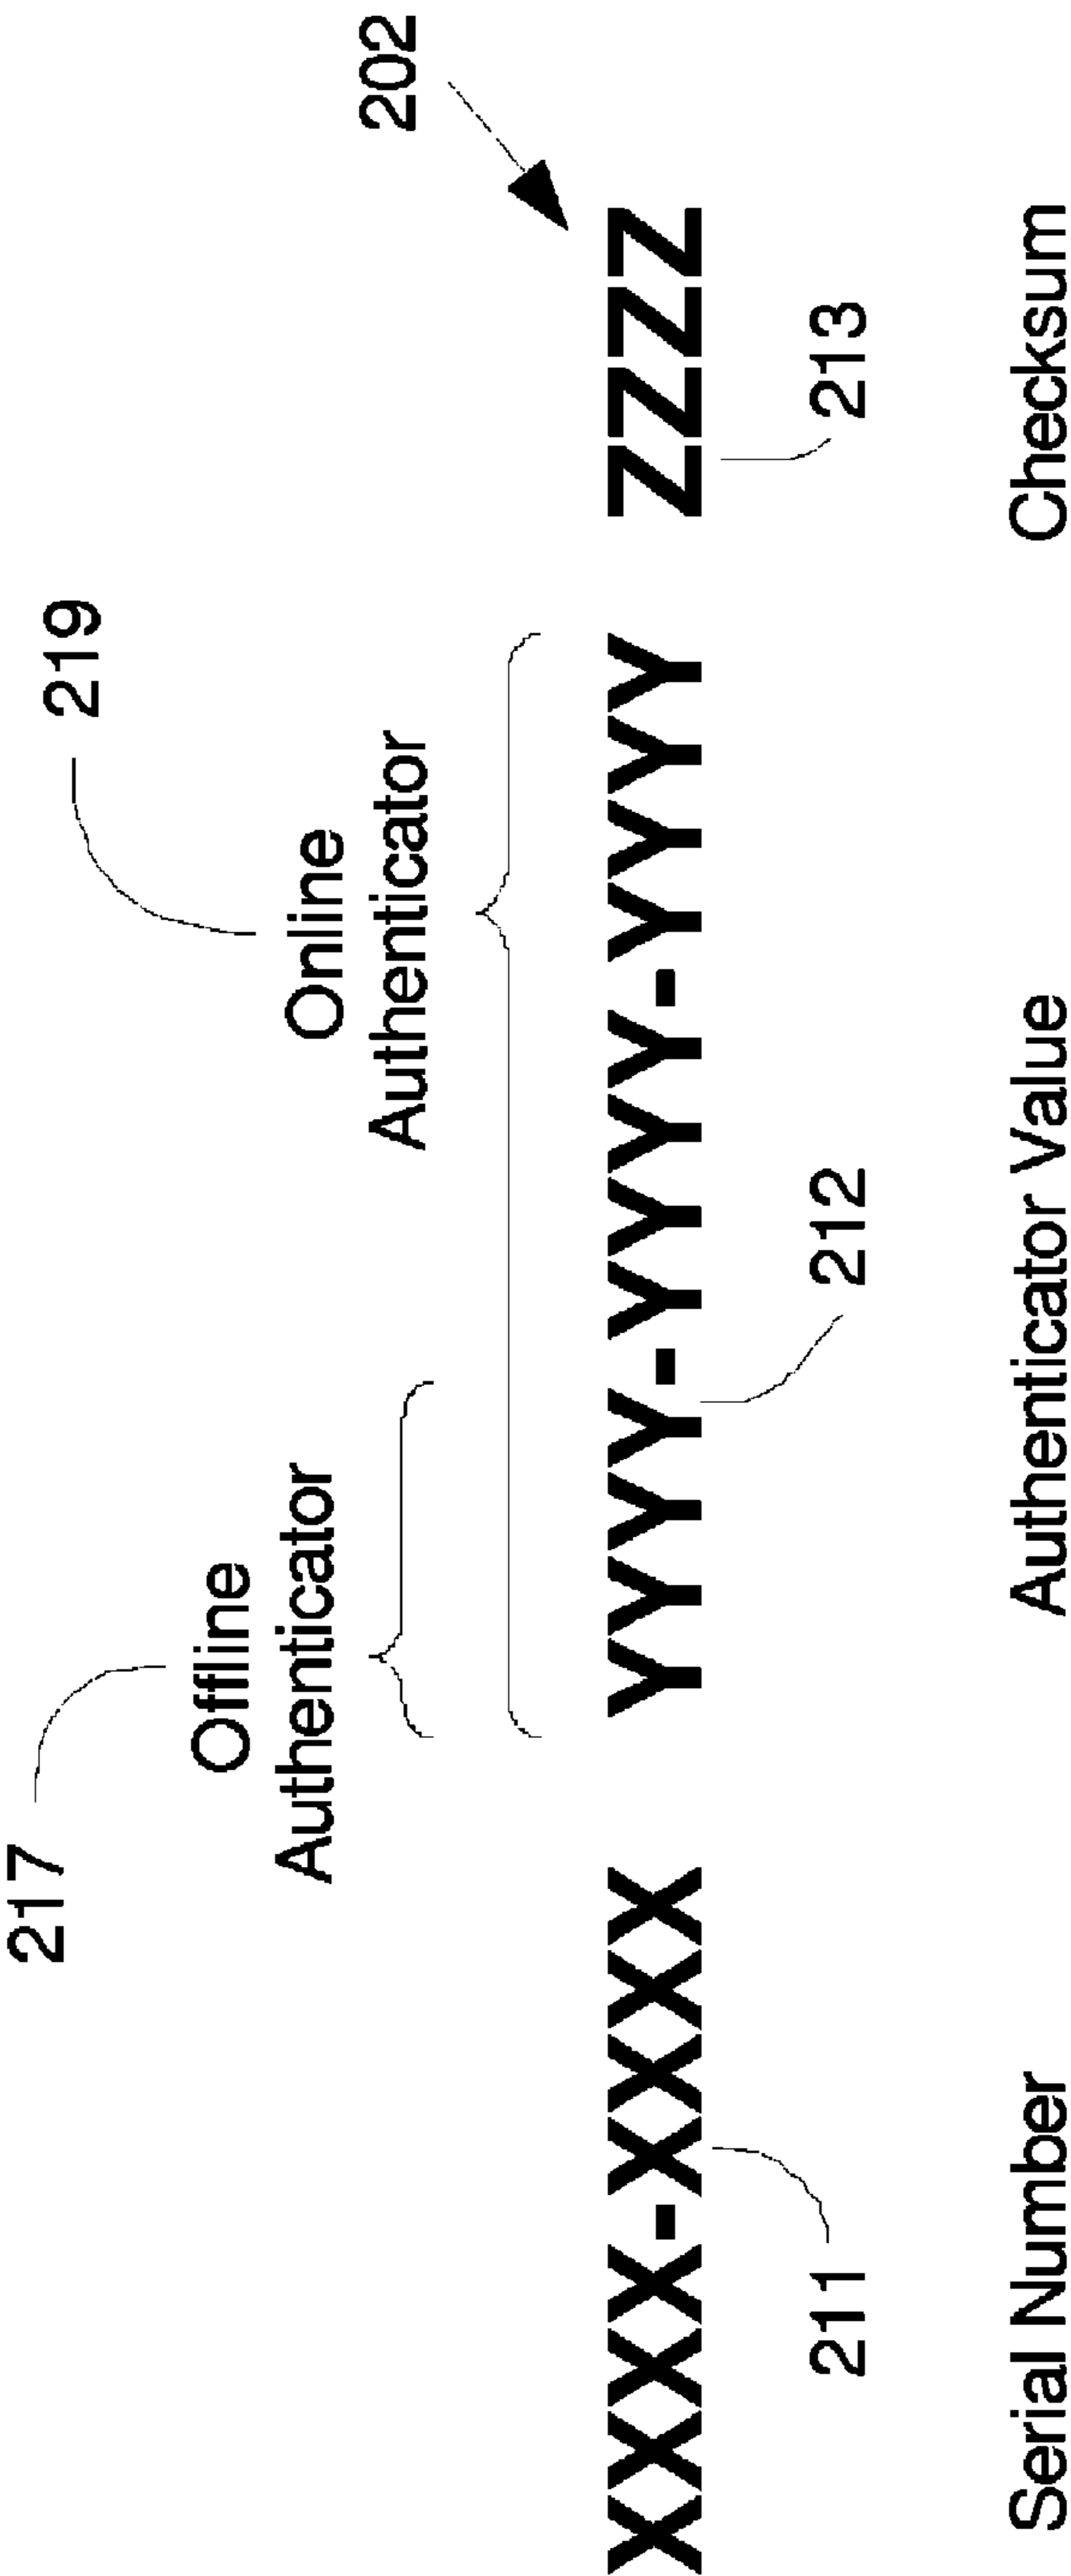 202
219
217
Online
Authenticator
Offline
Authenticator
XXXX-XXXX YYYY-YYYY-YYYY ZZZZ
211
212
213
Serial Number
Authenticator Value
Checksum